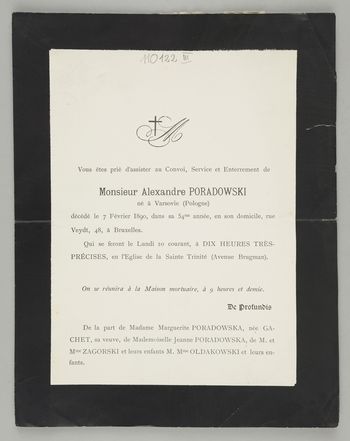 110122 III
M
Vous êtes prié d'assister au Convoi, Service et Enterrement de
Monsieur Alexandre PORADOWSKI
né à Varsovie (Pologne)
décédé le 7 Février 1890, dans sa 54me année, en son domicile, rue
Veydt, 48, à Bruxelles.
Qui se feront le Lundi 10 courant, à DIX HEURES TRÈS-
PRÉCISES, en l'Eglise de la Sainte Trinité (Avenue Brugman).
On se réunira à la Maison mortuaire, à 9 heures et demie.
De Profundis
De la part de Madame Marguerite PORADOWSKA, née GA-
CHET, sa veuve, de Mademoiselle Jeanne PORADOWSKA, de M. et
Mme ZAGORSKI et leurs enfants M. Mme OLDAKOWSKI et leurs en-
fants.